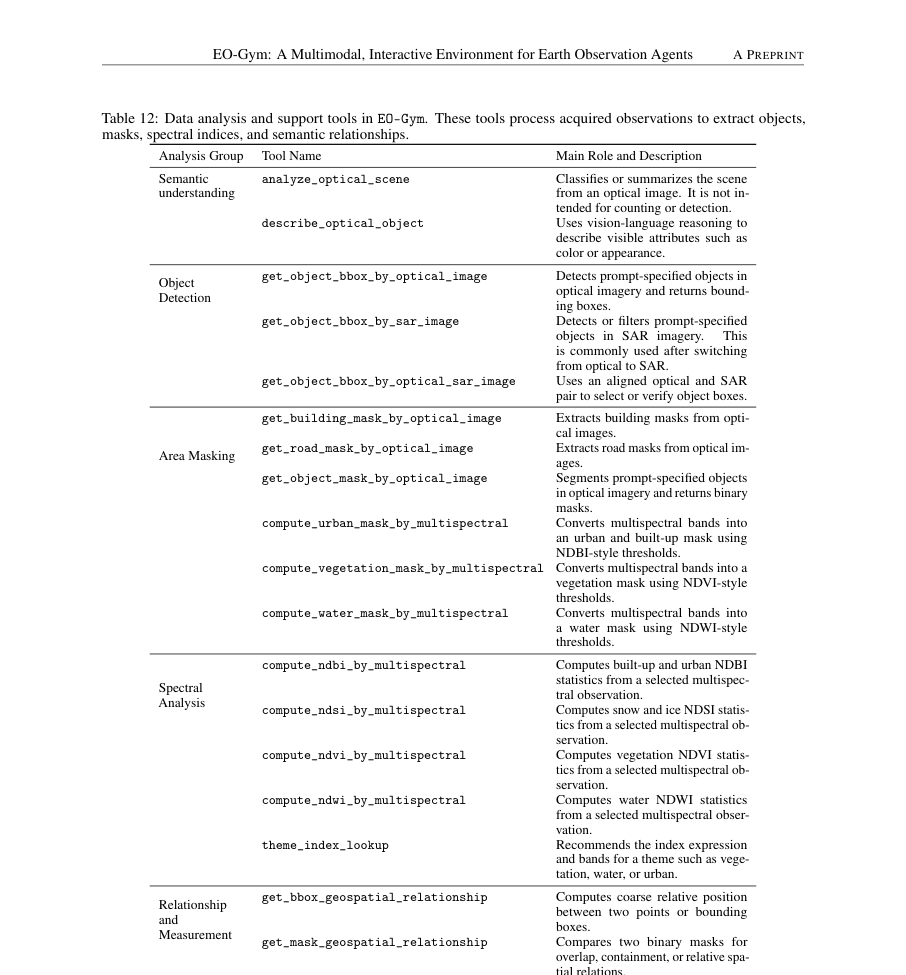 EO-Gym: A Multimodal, Interactive Environment for Earth Observation Agents A PREPRINT
Table 12: Data analysis and support tools in EO-Gym. These tools process acquired observations to extract objects,
masks, spectral indices, and semantic relationships.
Analysis Group Tool Name Main Role and Description
Semantic analyze_optical_scene Classifies or summarizes the scene
understanding from an optical image. It is not in-
tended for counting or detection.
describe_optical_object Uses vision-language reasoning to
describe visible attributes such as
color or appearance.
Object get_object_bbox_by_optical_image Detects prompt-specified objects in
Detection optical imagery and returns bound-
ing boxes.
get_object_bbox_by_sar_image Detects or filters prompt-specified
objects in SAR imagery. This
is commonly used after switching
from optical to SAR.
get_object_bbox_by_optical_sar_image Uses an aligned optical and SAR
pair to select or verify object boxes.
get_building_mask_by_optical_image Extracts building masks from opti-
cal images.
Area Masking get_road_mask_by_optical_image Extracts road masks from optical im-
ages.
get_object_mask_by_optical_image Segments prompt-specified objects
in optical imagery and returns binary
masks.
compute_urban_mask_by_multispectral Converts multispectral bands into
an urban and built-up mask using
NDBI-style thresholds.
compute_vegetation_mask_by_multispectral Converts multispectral bands into a
vegetation mask using NDVI-style
thresholds.
compute_water_mask_by_multispectral Converts multispectral bands into
a water mask using NDWI-style
thresholds.
compute_ndbi_by_multispectral Computes built-up and urban NDBI
Spectral statistics from a selected multispec-
Analysis tral observation.
compute_ndsi_by_multispectral Computes snow and ice NDSI statis-
tics from a selected multispectral ob-
servation.
compute_ndvi_by_multispectral Computes vegetation NDVI statis-
tics from a selected multispectral ob-
servation.
compute_ndwi_by_multispectral Computes water NDWI statistics
from a selected multispectral obser-
vation.
theme_index_lookup Recommends the index expression
and bands for a theme such as vege-
tation, water, or urban.
Relationship get_bbox_geospatial_relationship Computes coarse relative position
and between two points or bounding
Measurement boxes.
get_mask_geospatial_relationship Compares two binary masks for
overlap, containment, or relative spa-
tial relations.